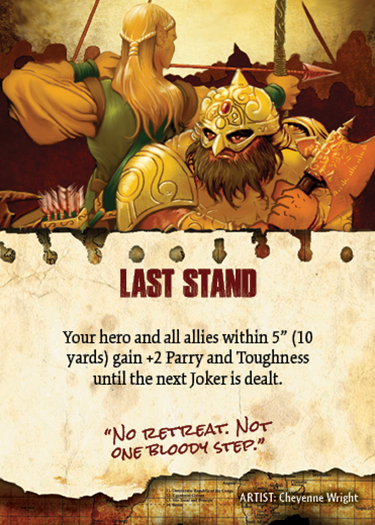 LAST STAND
Your hero and all allies within 5” (10
yards) gain +2 Parry and Toughness
until the next Joker is dealt.
“No retreat. Not
one bloody step.”
ARTIST: Cheyenne Wright